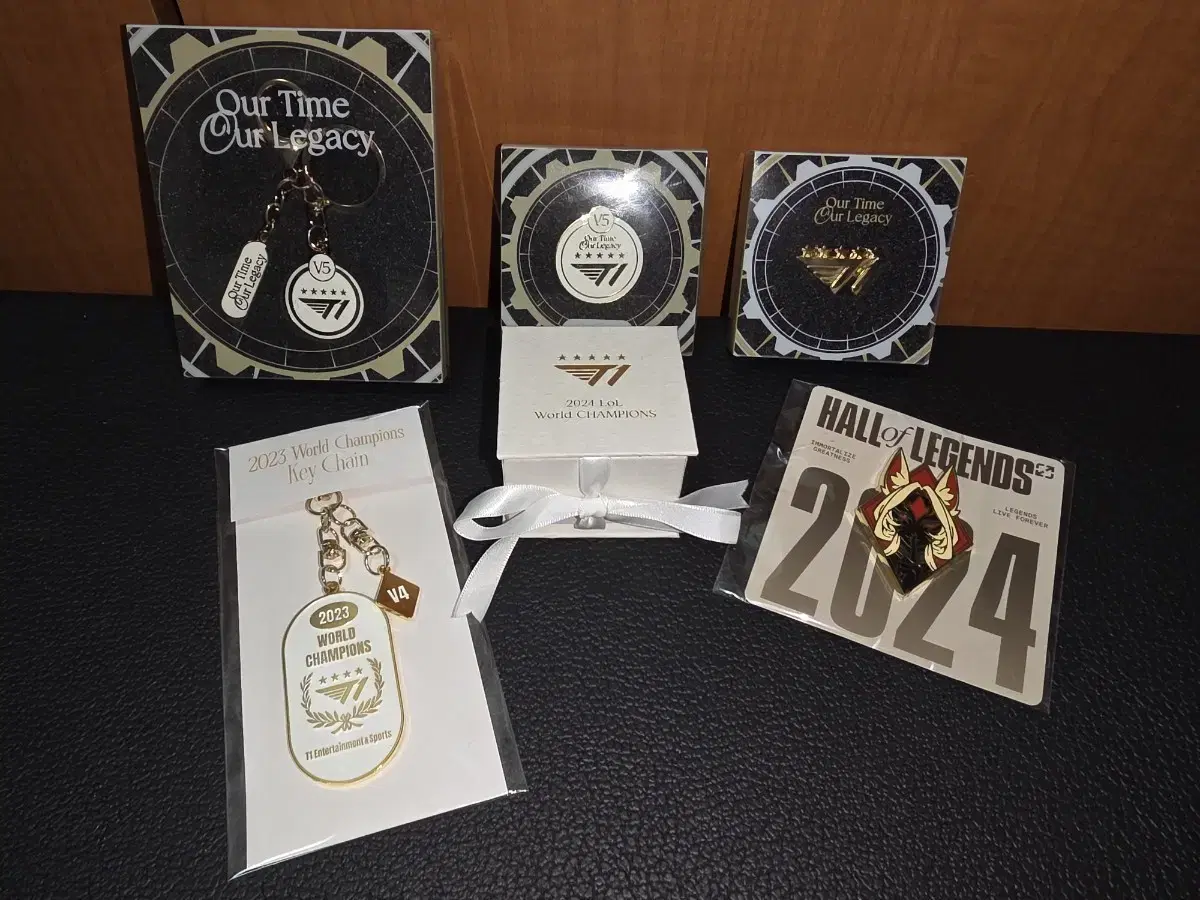 Our Time
Our Legacy
Our Time
Our Legacy
V5
T1
V5
Our Time
Our Legacy
T1
Our Time
Our Legacy
T1
T1
2024 LoL
World CHAMPIONS
2023 World Champions
Key Chain
V4
2023
WORLD
CHAMPIONS
T1
T1 Entertainment & Sports
HALL of LEGENDS
IMMORTALIZE
GREATNESS
LEGENDS
LIVE FOREVER
2024